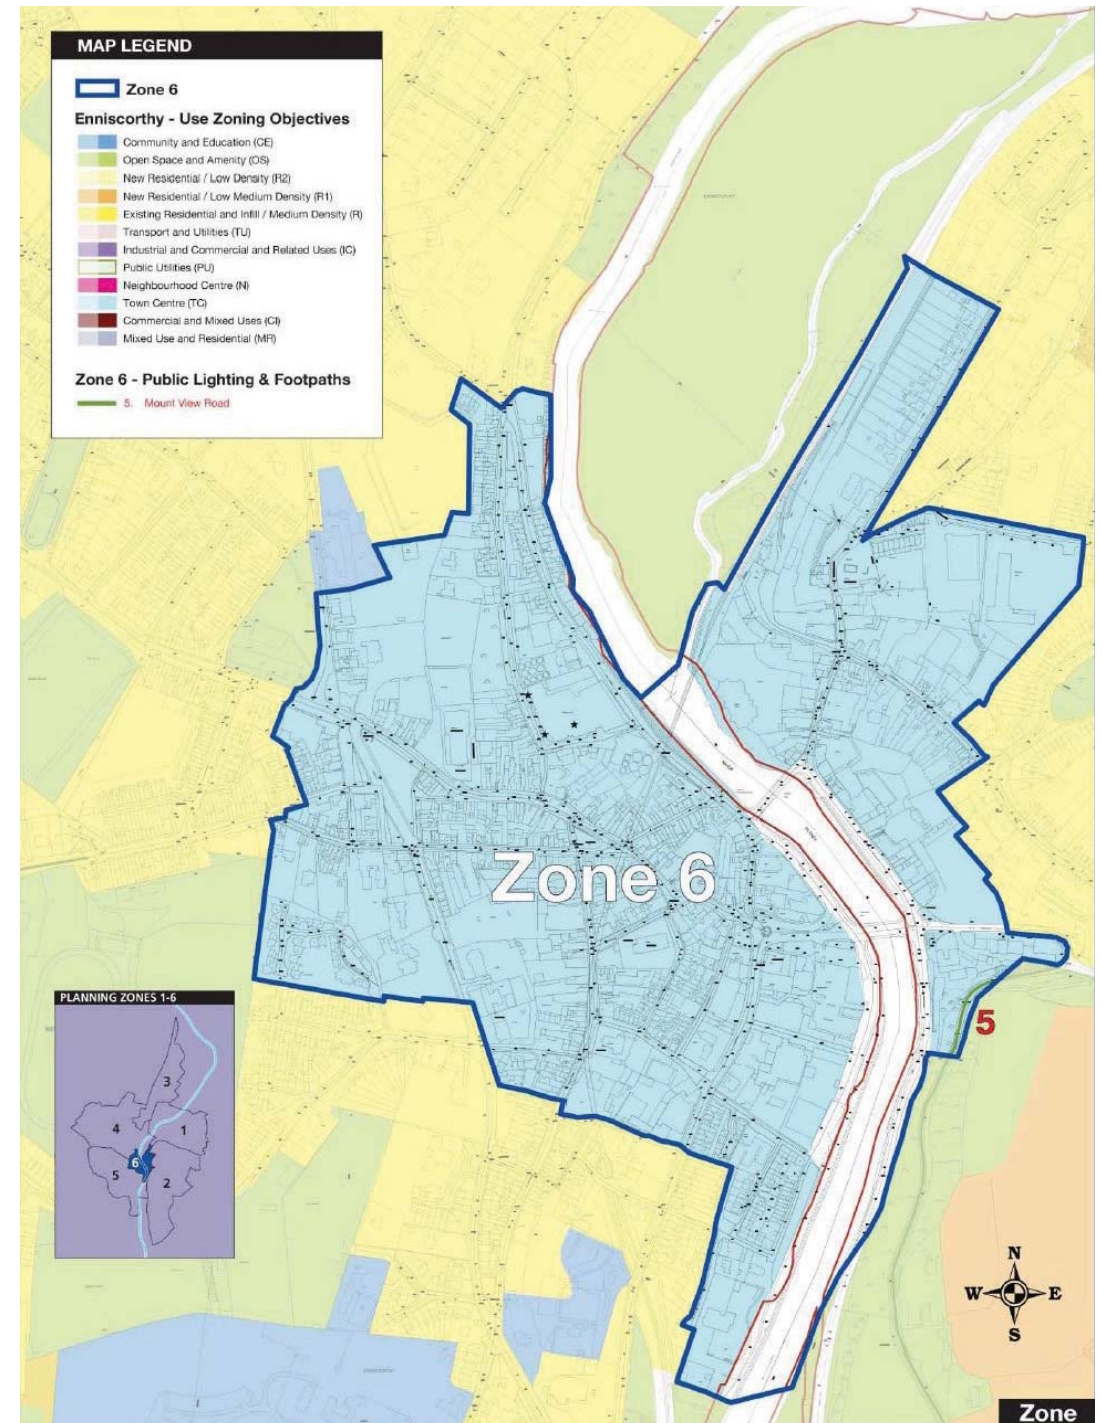 MAP LEGEND
Zone 6
Enniscorthy - Use Zoning Objectives
Community and Education (CE)
Open Space and Amenity (OS)
New Residential / Low Density (R2)
New Residential / Low Medium Density (R1)
Existing Residential and Infill / Medium Density (R)
Transport and Utilities (TU)
Industrial and Commercial and Related Uses (IC)
Public Utilities (PU)
Neighbourhood Centre (N)
Town Centre (TC)
Commercial and Mixed Uses (CI)
Mixed Use and Residential (MR)
Zone 6 - Public Lighting & Footpaths
5. Mount View Road
Zone 6
5
PLANNING ZONES 1-6
3
4
1
6
5
2
N
W
E
S
Zone